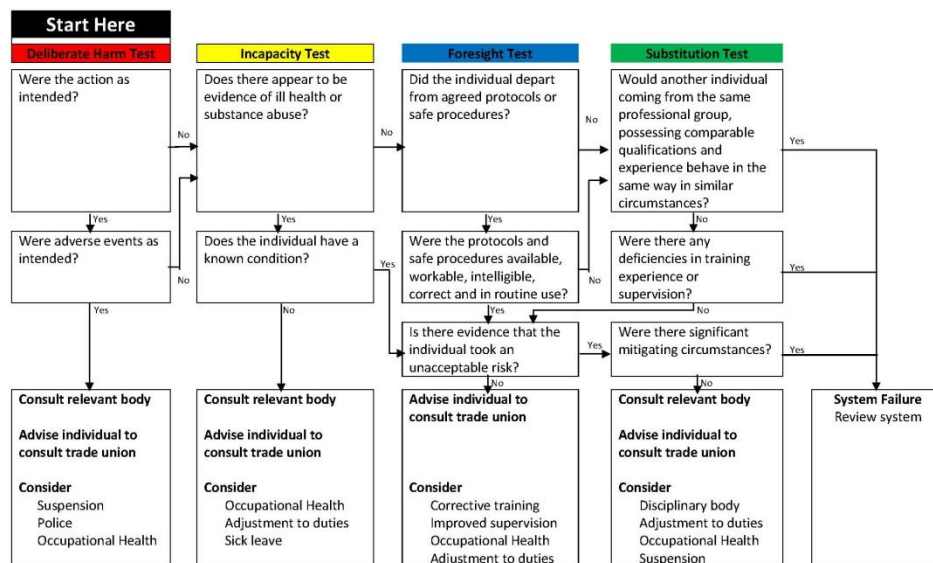 Start Here
Deliberate Harm Test
Incapacity Test
Foresight Test
Substitution Test
Were the action as
intended?
Does there appear to be
evidence of ill health or
substance abuse?
Did the individual depart
from agreed protocols or
safe procedures?
Would another individual
coming from the same
professional group,
possessing comparable
qualifications and
experience behave in the
same way in similar
circumstances?
No
No
No
Yes
Yes
Yes
Yes
No
Were adverse events as
intended?
Does the individual have a
known condition?
Were the protocols and
safe procedures available,
workable, intelligible,
correct and in routine use?
Were there any
deficiencies in training
experience or
supervision?
No
Yes
No
Yes
Yes
No
Yes
No
Is there evidence that the
individual took an
unacceptable risk?
Were there significant
mitigating circumstances?
Yes
Yes
No
No
Consult relevant body
Advise individual to
consult trade union
Consider
Suspension
Police
Occupational Health
Consult relevant body
Advise individual to
consult trade union
Consider
Occupational Health
Adjustment to duties
Sick leave
Advise individual to
consult trade union
Consider
Corrective training
Improved supervision
Occupational Health
Adjustment to duties
Consult relevant body
Advise individual to
consult trade union
Consider
Disciplinary body
Adjustment to duties
Occupational Health
Suspension
System Failure
Review system